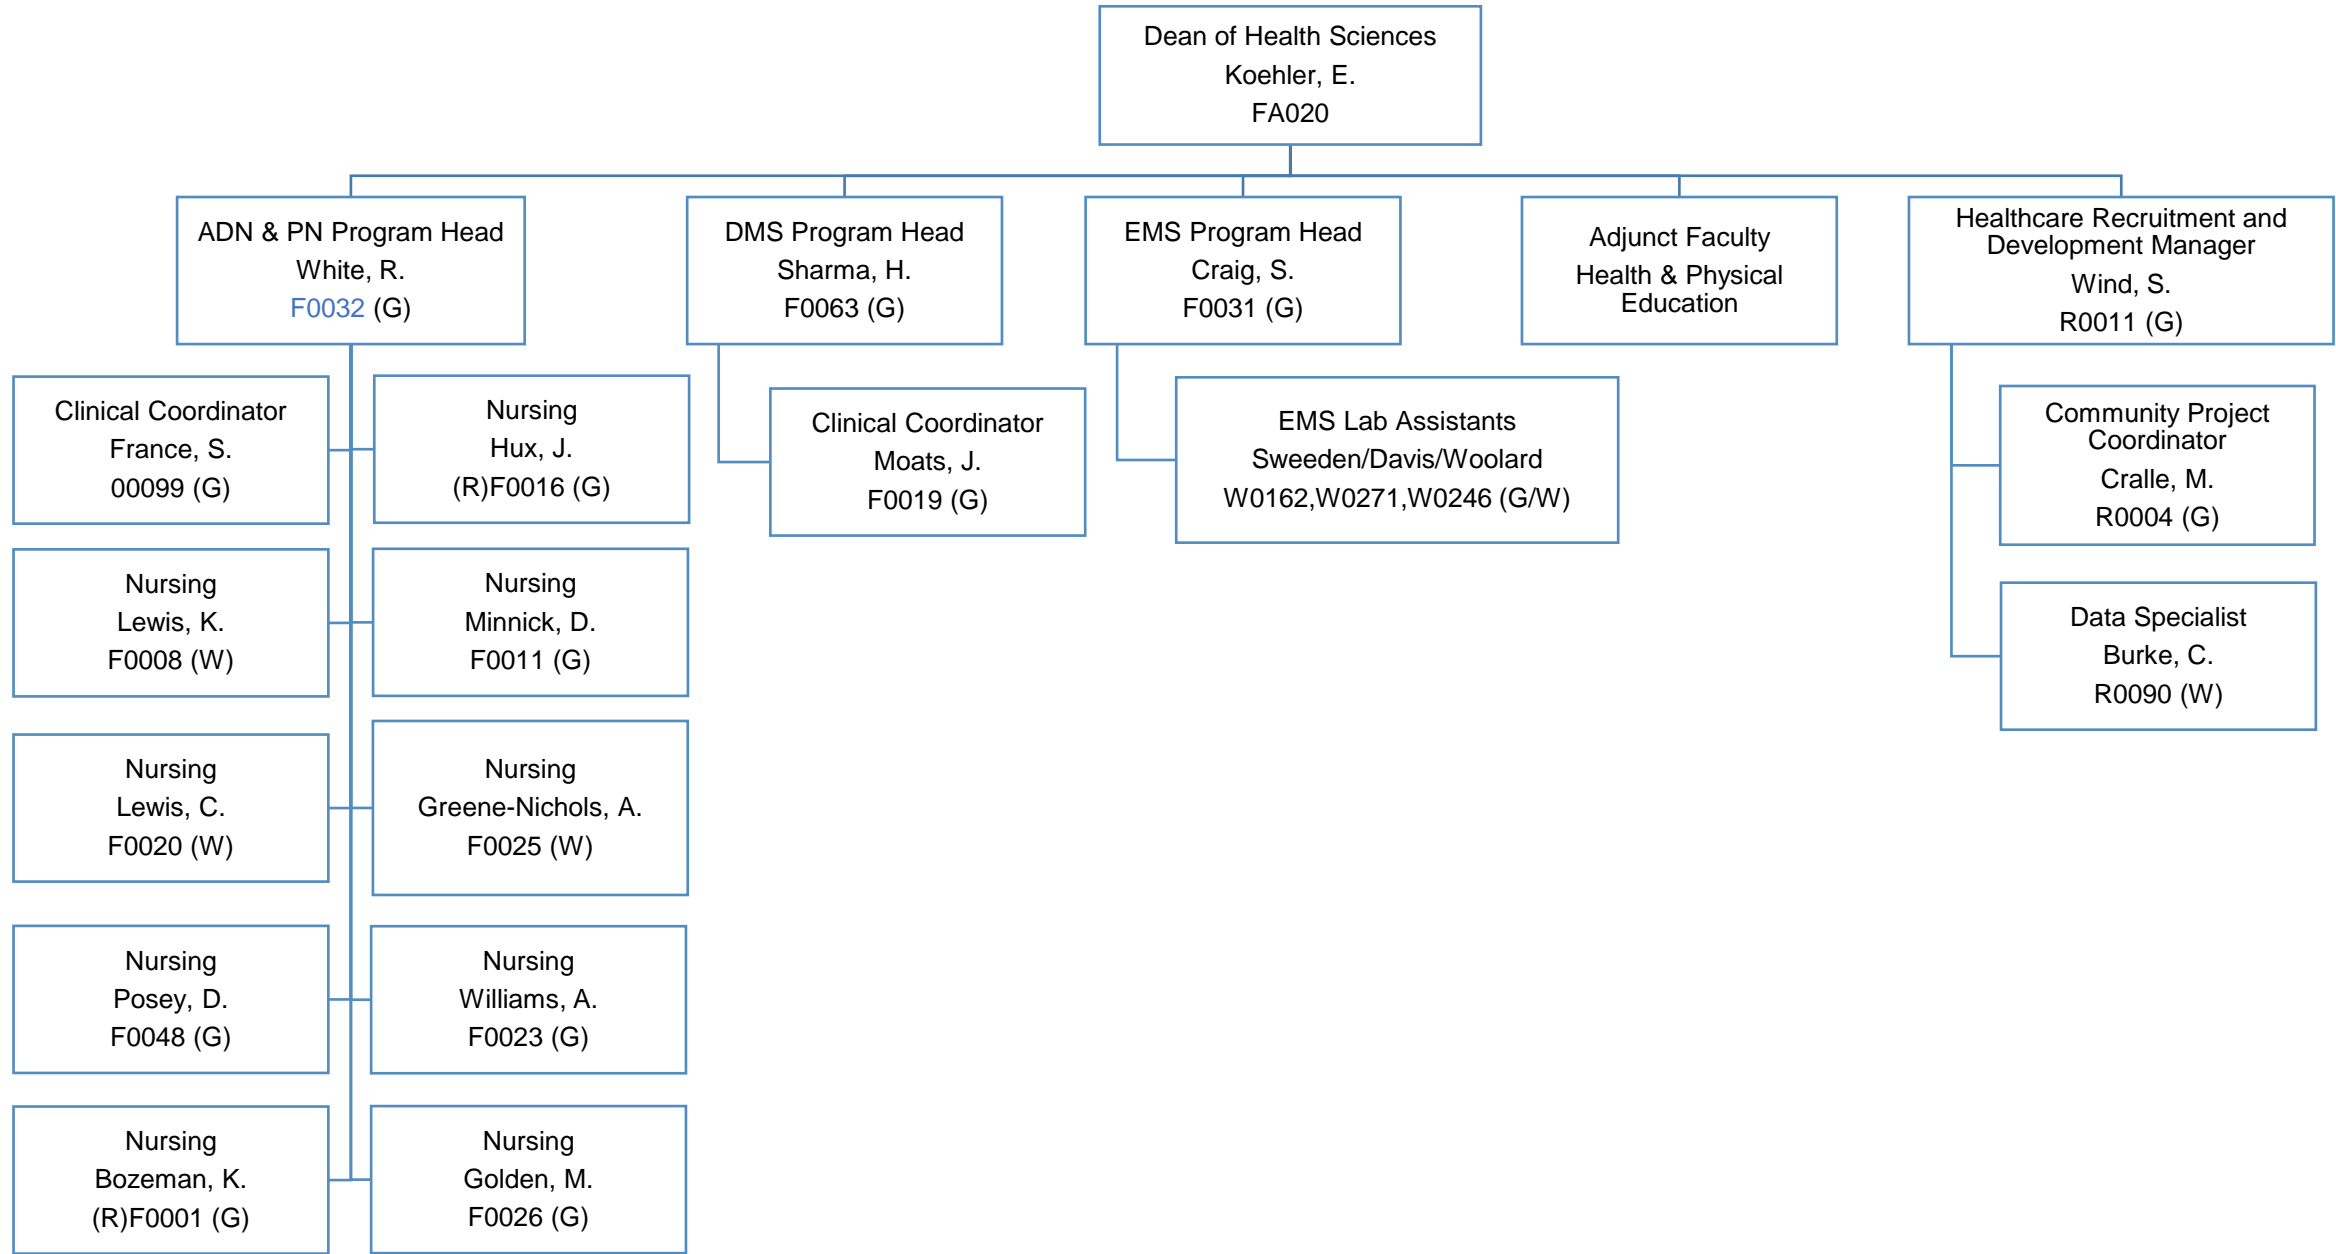 Dean of Health Sciences
Koehler, E.
FA020
ADN & PN Program Head
White, R.
F0032 (G)
DMS Program Head
Sharma, H.
F0063 (G)
EMS Program Head
Craig, S.
F0031 (G)
Adjunct Faculty
Health & Physical
Education
Healthcare Recruitment and
Development Manager
Wind, S.
R0011 (G)
Clinical Coordinator
France, S.
00099 (G)
Nursing
Hux, J.
(R)F0016 (G)
Clinical Coordinator
Moats, J.
F0019 (G)
EMS Lab Assistants
Sweeden/Davis/Woolard
W0162,W0271,W0246 (G/W)
Community Project
Coordinator
Cralle, M.
R0004 (G)
Nursing
Lewis, K.
F0008 (W)
Nursing
Minnick, D.
F0011 (G)
Data Specialist
Burke, C.
R0090 (W)
Nursing
Lewis, C.
F0020 (W)
Nursing
Greene-Nichols, A.
F0025 (W)
Nursing
Posey, D.
F0048 (G)
Nursing
Williams, A.
F0023 (G)
Nursing
Bozeman, K.
(R)F0001 (G)
Nursing
Golden, M.
F0026 (G)